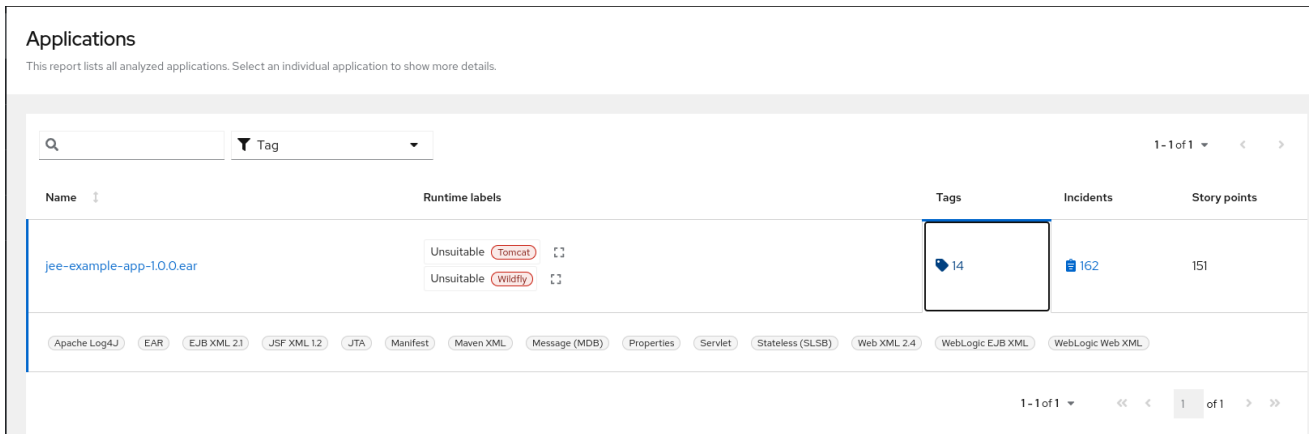 Applications
This report lists all analyzed applications. Select an individual application to show more details.
Tag
1 - 1 of 1
Name Runtime labels Tags Incidents Story points
jee-example-app-1.0.0.ear
Unsuitable Tomcat
Unsuitable Wildfly
14
162
151
Apache Log4J EAR EJB XML 2.1 JSF XML 1.2 JTA Manifest Maven XML Message (MDB) Properties Servlet Stateless (SLSB) Web XML 2.4 WebLogic EJB XML WebLogic Web XML
1 - 1 of 1 1 of 1